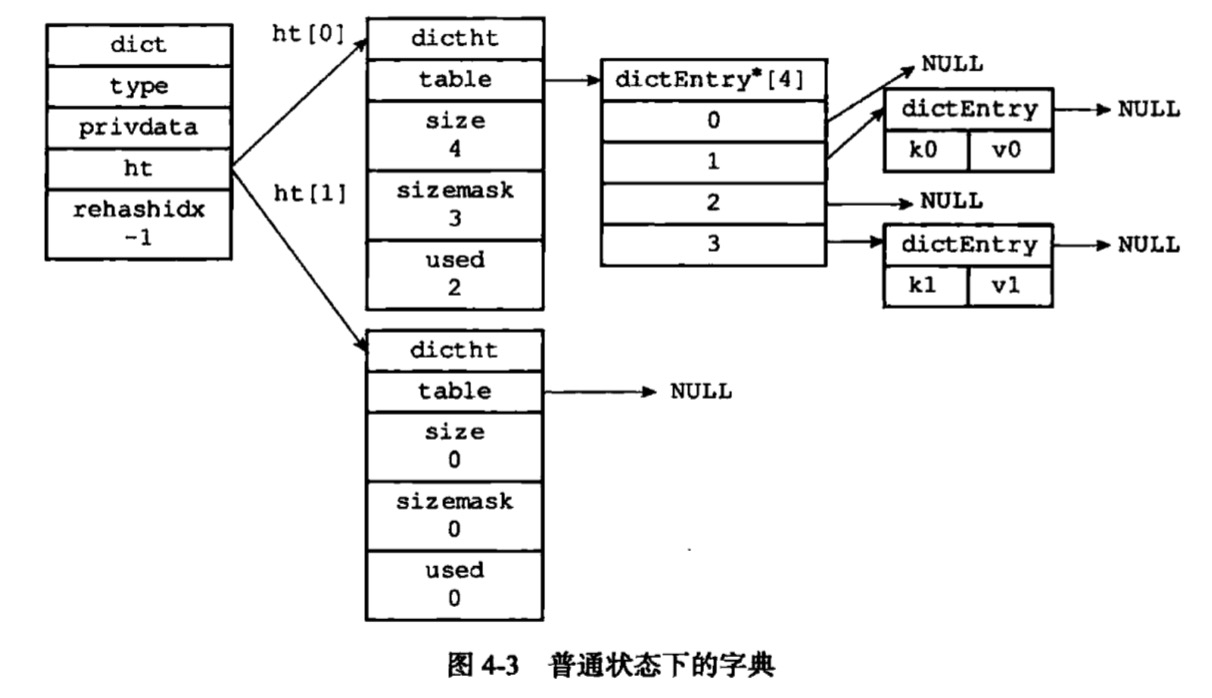 dict
type
privdata
ht
rehashidx
-1
ht[0]
ht[1]
dictht
table
size
4
sizemask
3
used
2
dictht
table
size
0
sizemask
0
used
0
dictEntry*[4]
0
1
2
3
NULL
dictEntry
k0 v0
NULL
NULL
dictEntry
k1 v1
NULL
NULL
图 4-3 普通状态下的字典